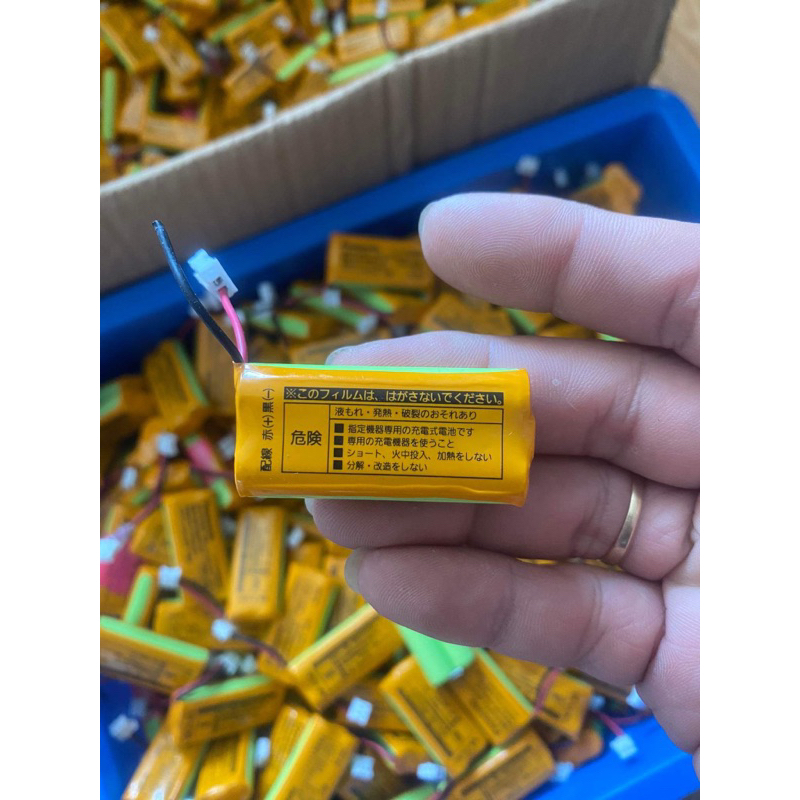 ※このフィルムは、はがさないでください。
液もれ・発熱・破裂のおそれあり
危険
■ 指定機器専用の充電式電池です
■ 専用の充電機器を使うこと
■ ショート、火中投入、加熱をしない
■ 分解・改造をしない
配線 赤(+)黒(-)